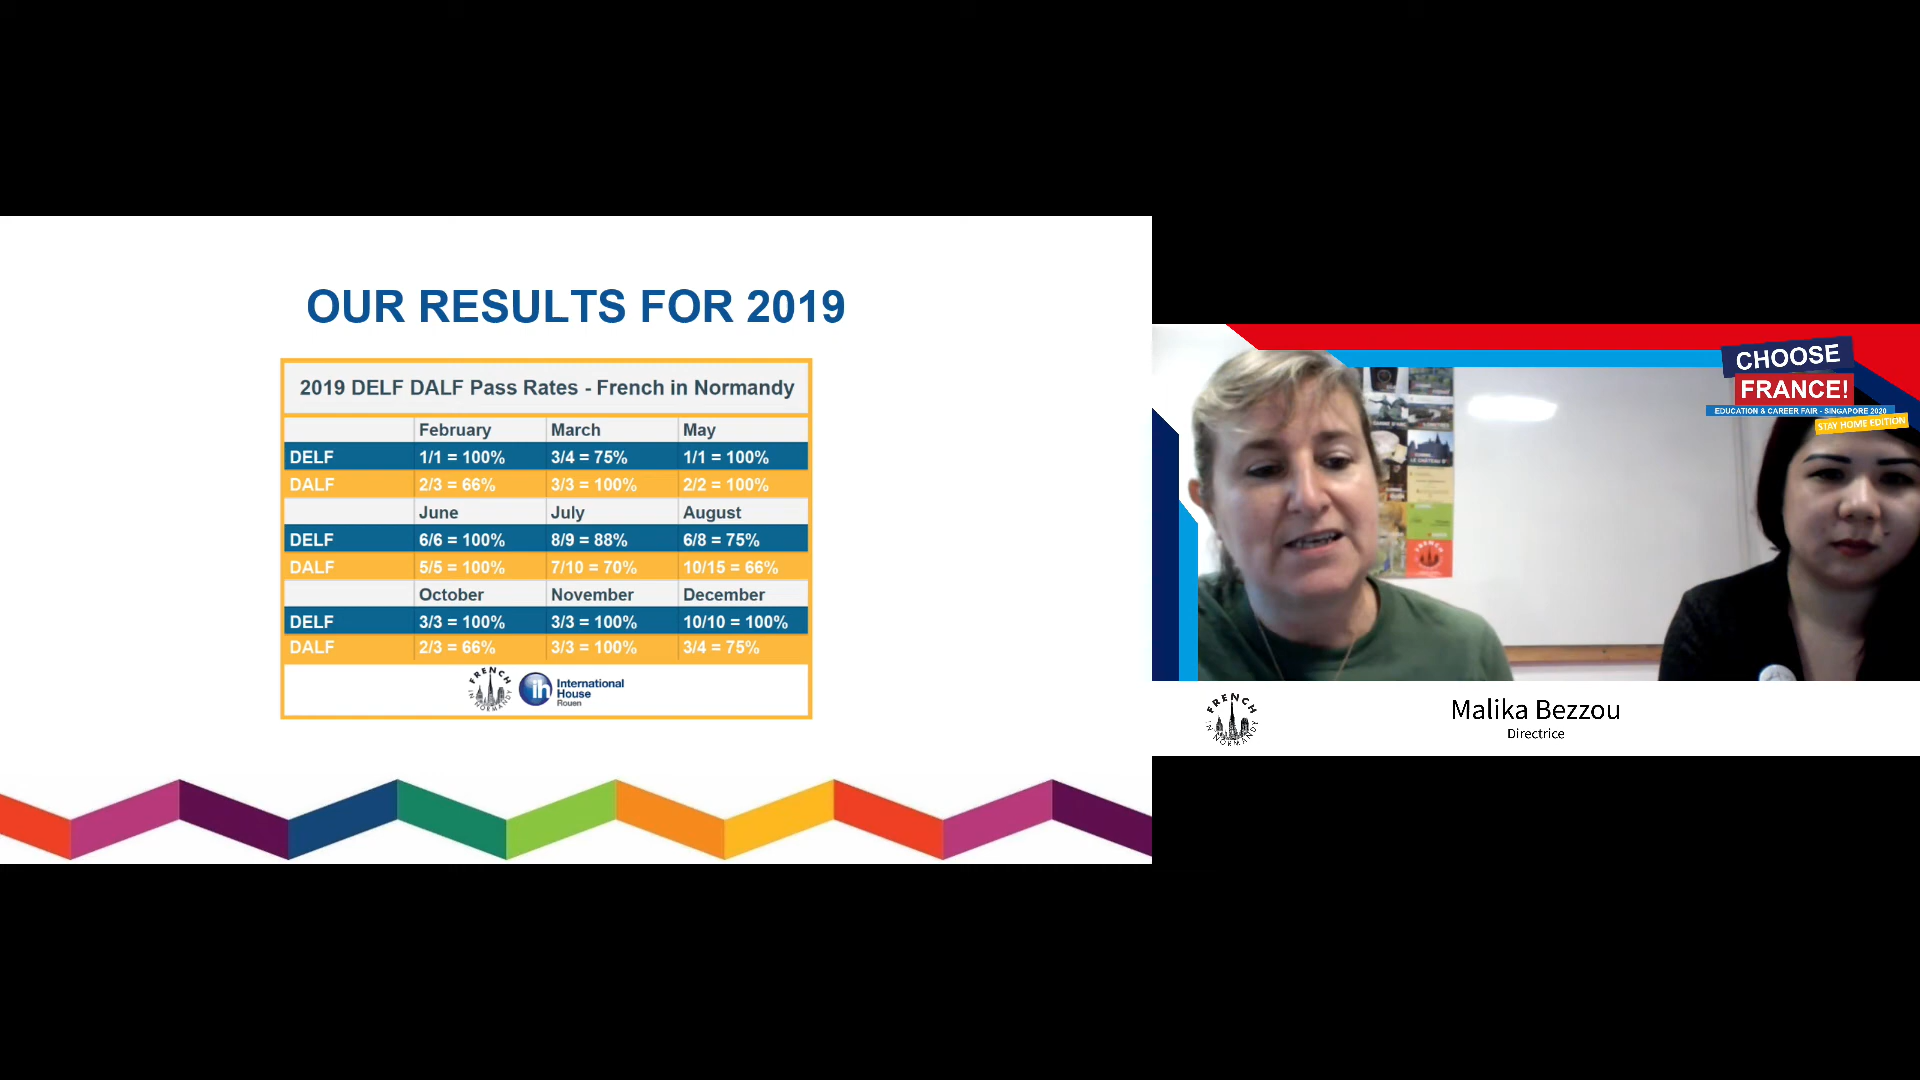 OUR RESULTS FOR 2019
2019 DELF DALF Pass Rates - French in Normandy
February March May
DELF 1/1 = 100% 3/4 = 75% 1/1 = 100%
DALF 2/3 = 66% 3/3 = 100% 2/2 = 100%
June July August
DELF 6/6 = 100% 8/9 = 88% 6/8 = 75%
DALF 5/5 = 100% 7/10 = 70% 10/15 = 66%
October November December
DELF 3/3 = 100% 3/3 = 100% 10/10 = 100%
DALF 2/3 = 66% 3/3 = 100% 3/4 = 75%
FRENCH
IN NORMANDY
ih
International
House
Rouen
CHOOSE
FRANCE!
EDUCATION & CAREER FAIR - SINGAPORE 2020
STAY HOME EDITION
FRENCH
IN NORMANDY
Malika Bezzou
Directrice